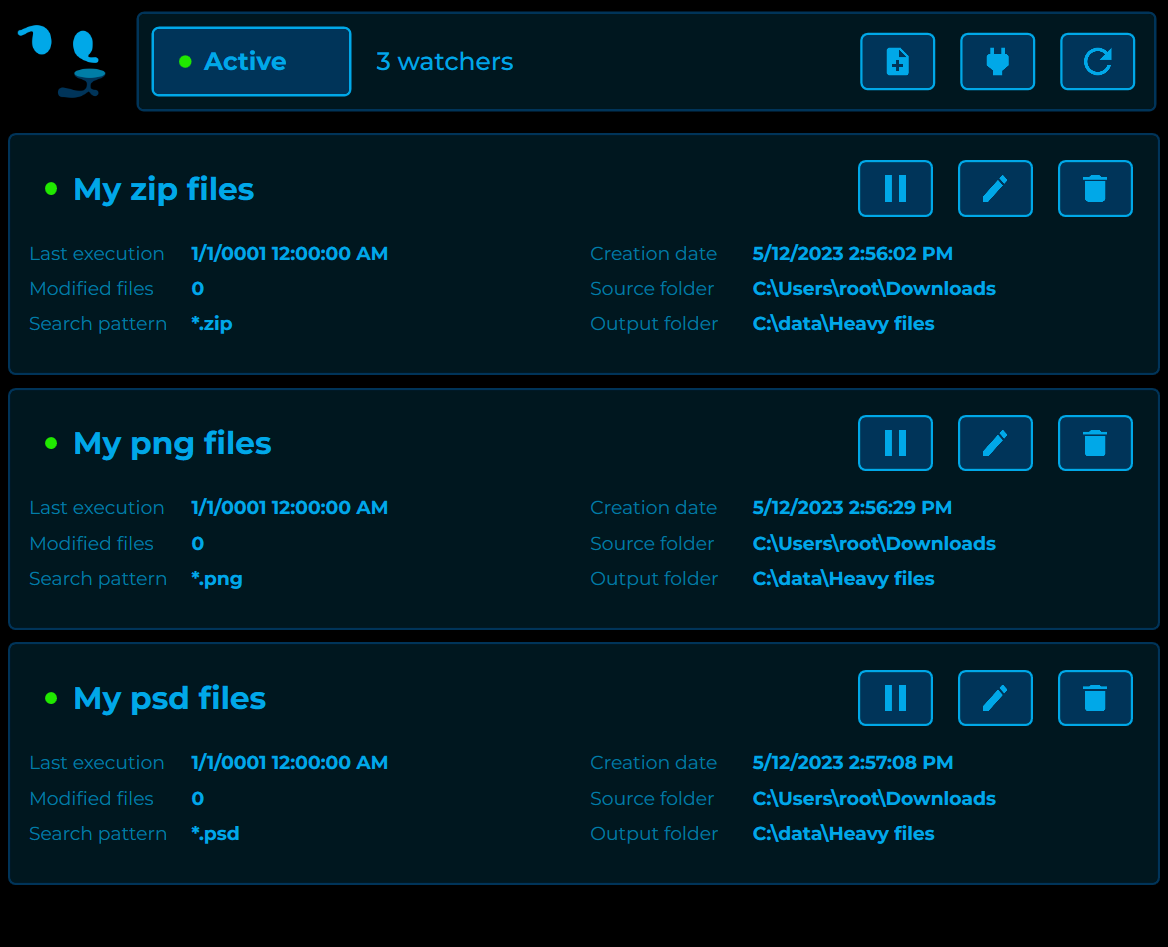 Active 3 watchers
My zip files
Last execution 1/1/0001 12:00:00 AM Creation date 5/12/2023 2:56:02 PM
Modified files 0 Source folder C:\Users\root\Downloads
Search pattern *.zip Output folder C:\data\Heavy files
My png files
Last execution 1/1/0001 12:00:00 AM Creation date 5/12/2023 2:56:29 PM
Modified files 0 Source folder C:\Users\root\Downloads
Search pattern *.png Output folder C:\data\Heavy files
My psd files
Last execution 1/1/0001 12:00:00 AM Creation date 5/12/2023 2:57:08 PM
Modified files 0 Source folder C:\Users\root\Downloads
Search pattern *.psd Output folder C:\data\Heavy files